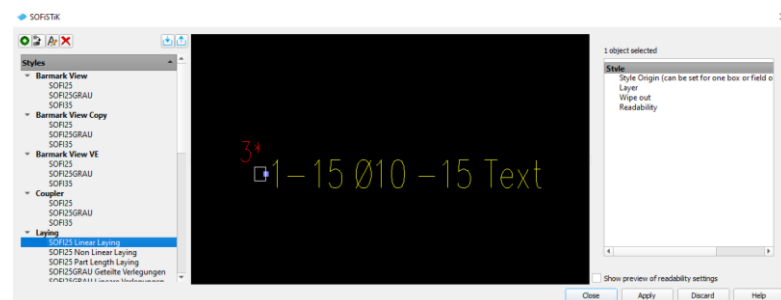 SOFiSTiK
1 object selected
Styles
Style
Barmark View
Style Origin (can be set for one box or field o
SOFI25
Layer
SOFI25GRAU
Wipe out
SOFI35
Readability
Barmark View Copy
SOFI25
SOFI25GRAU
SOFI35
Barmark View VE
SOFI25
SOFI25GRAU
SOFI35
Coupler
SOFI25
SOFI25GRAU
SOFI35
Laying
SOFI25 Linear Laying
SOFI25 Non Linear Laying
SOFI25 Part Length Laying
SOFI25GRAU Geteilte Verlegungen
SOFI25GRAU Lineare Verlegungen
3*
1-15 Ø10 -15 Text
Show preview of readability settings
Close Apply Discard Help